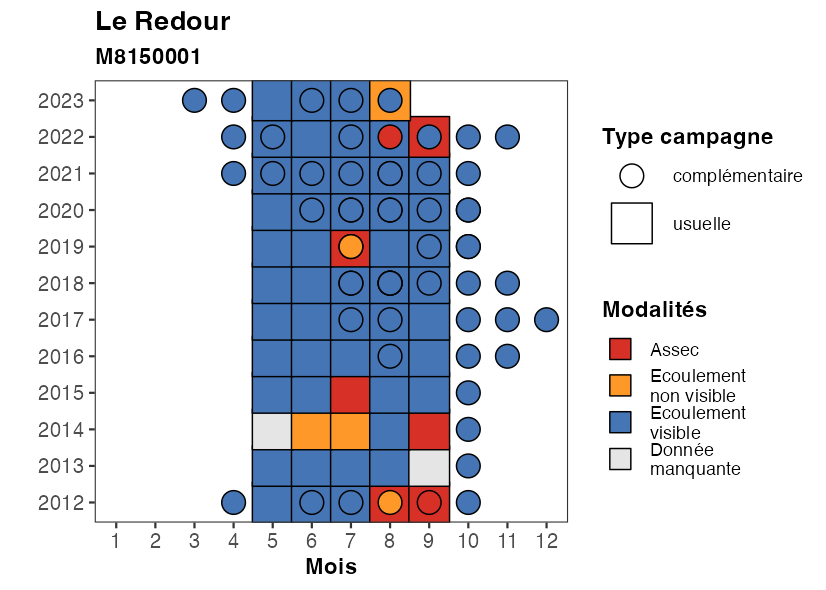 Le Redour
M8150001
2023
2022
2021
2020
2019
2018
2017
2016
2015
2014
2013
2012
1 2 3 4 5 6 7 8 9 10 11 12
Mois
Type campagne
complémentaire
usuelle
Modalités
Assec
Ecoulement
non visible
Ecoulement
visible
Donnée
manquante